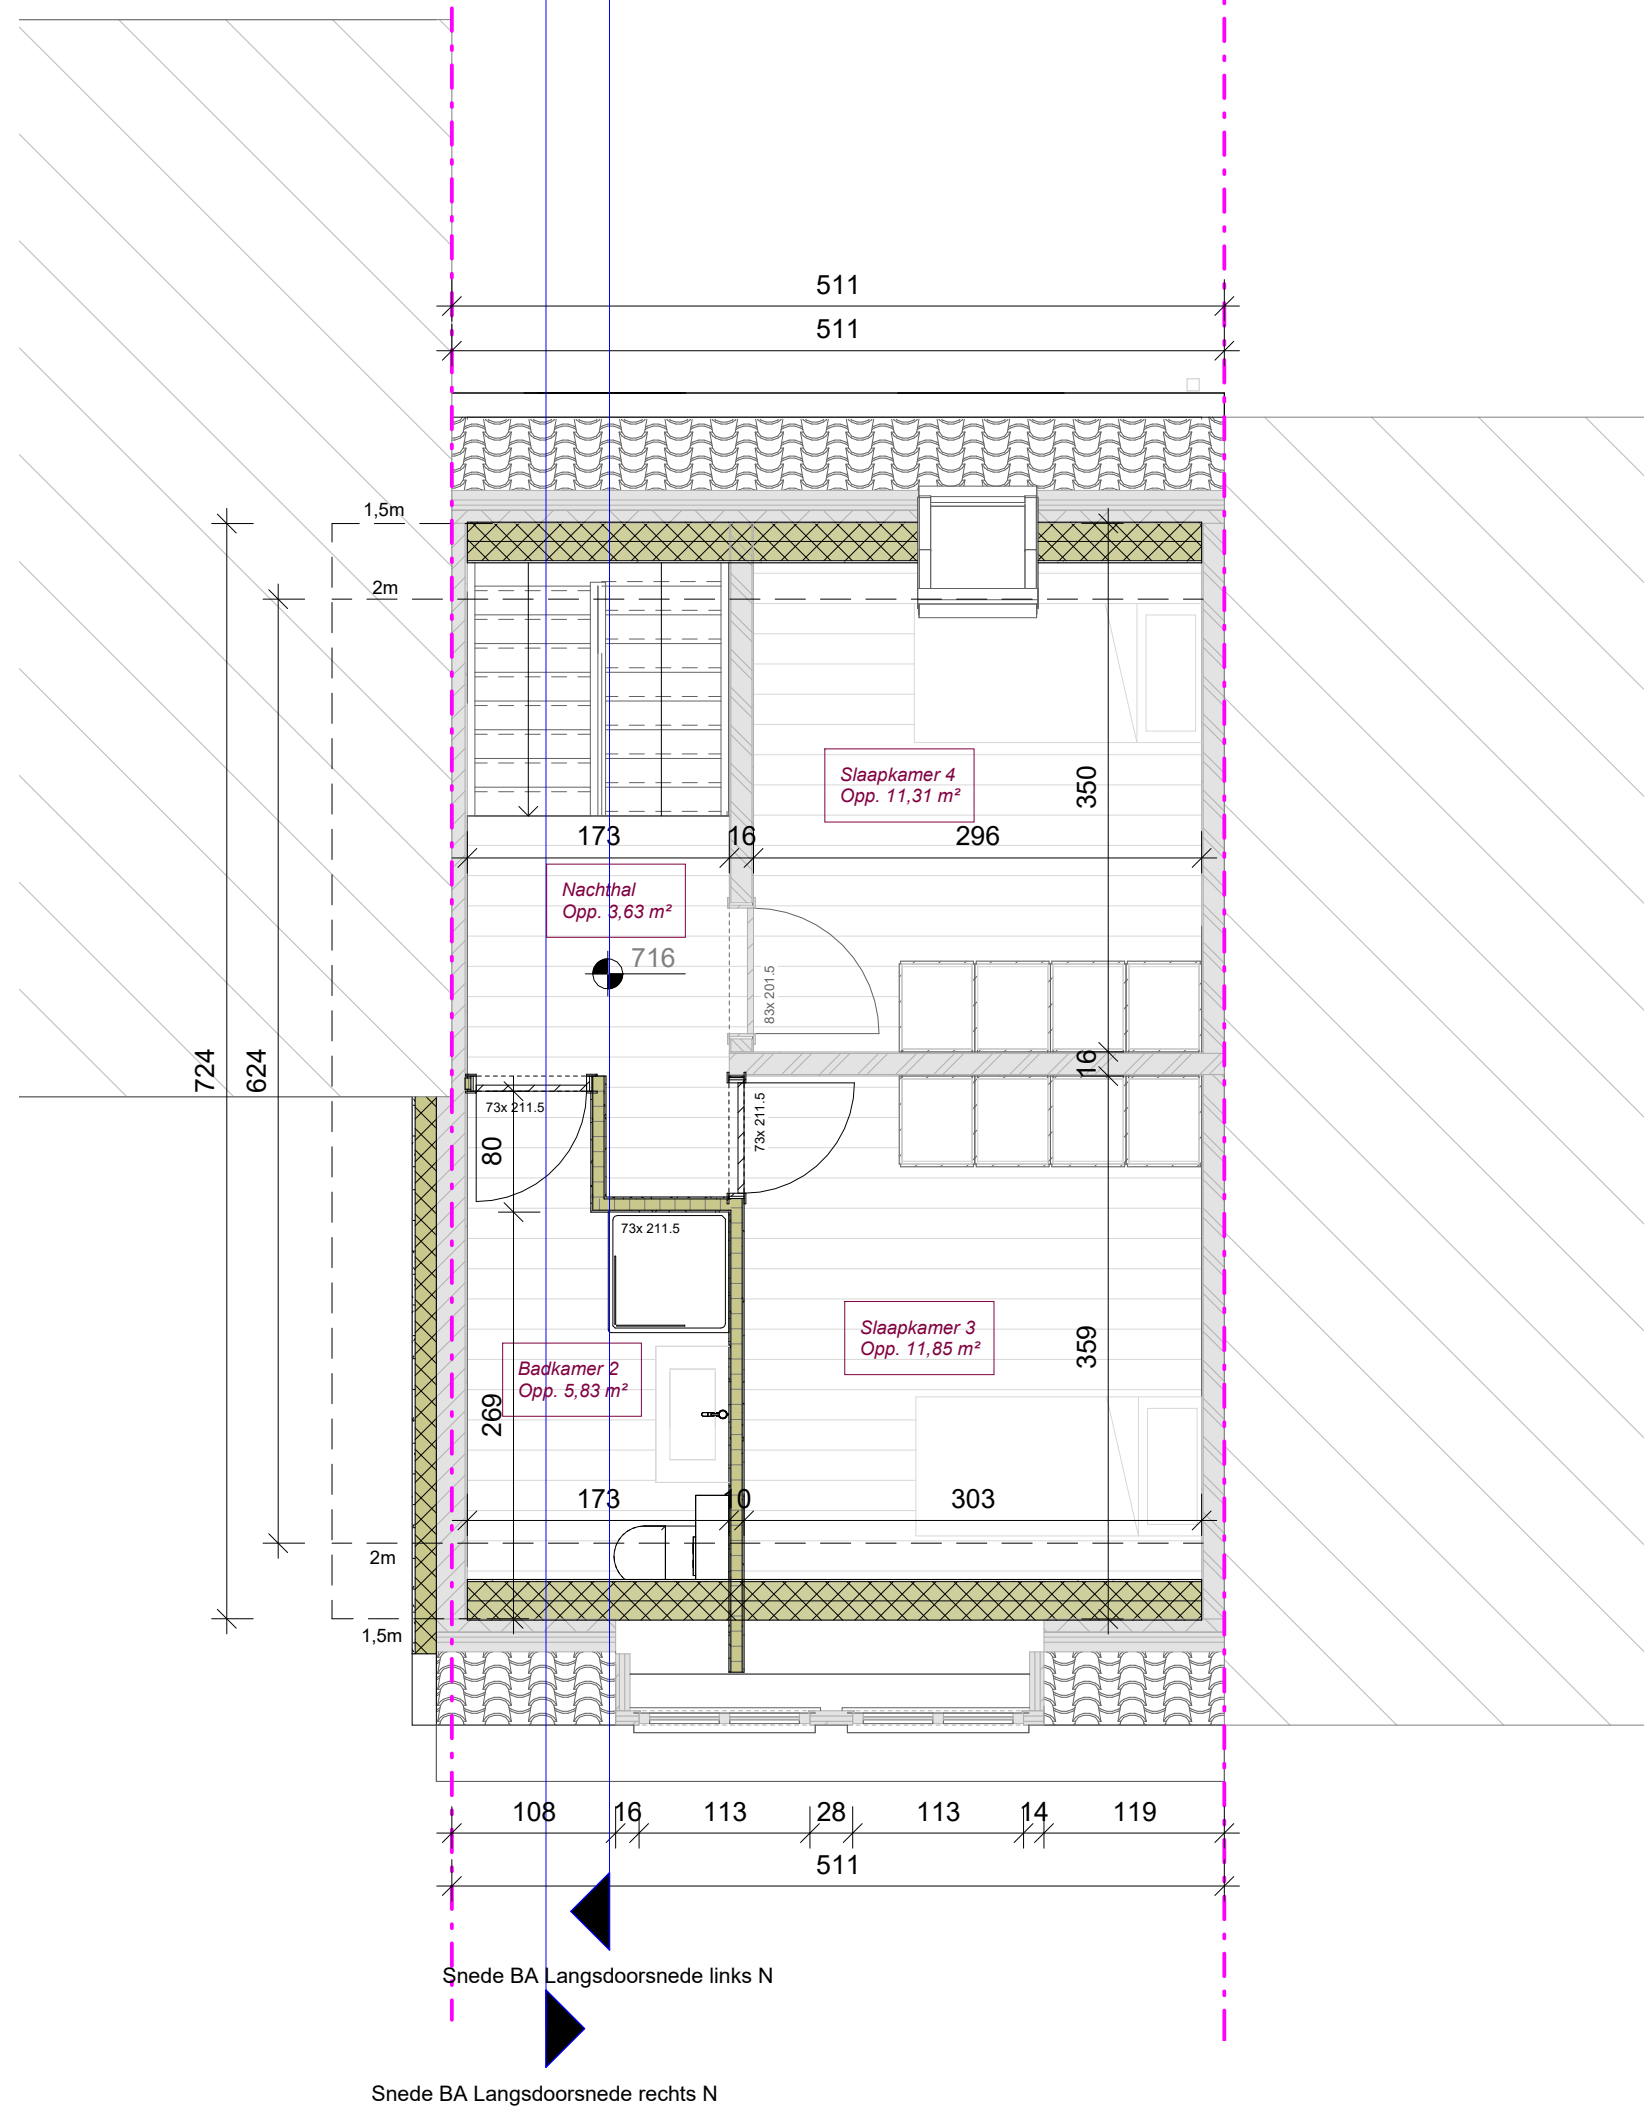 511
511
1,5m
2m
Slaapkamer 4
Opp. 11,31 m²
350
173
16
296
Nachthal
Opp. 3,63 m²
716
83x 201.5
724
624
16
73x 211.5
73x 211.5
80
73x 211.5
Slaapkamer 3
Opp. 11,85 m²
359
Badkamer 2
Opp. 5,83 m²
269
173
10
303
2m
1,5m
108
16
113
28
113
14
119
511
Snede BA Langsdoorsnede links N
Snede BA Langsdoorsnede rechts N